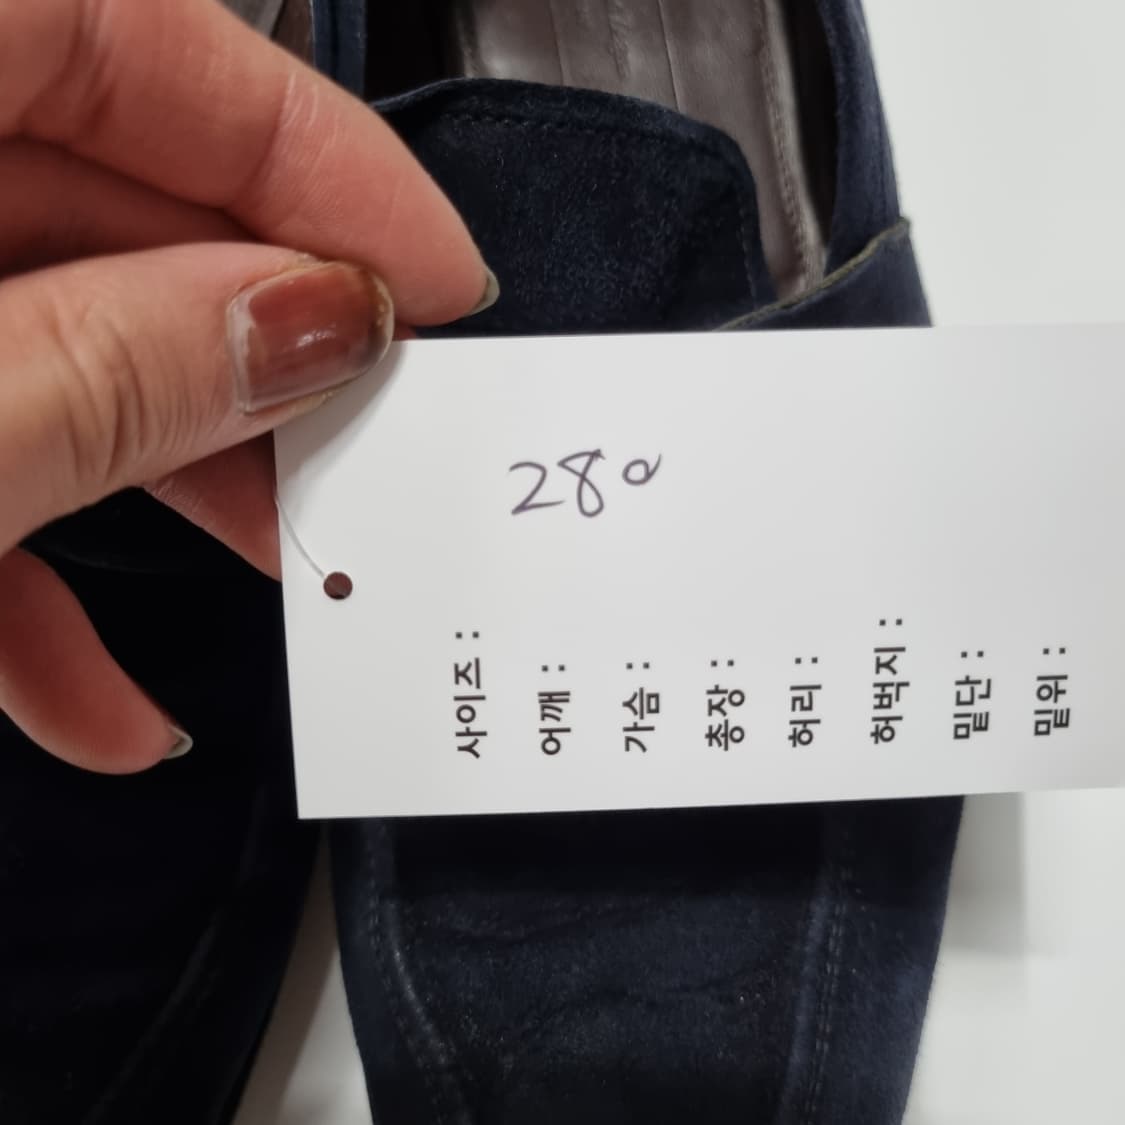 280
사이즈 :
어깨 :
가슴 :
총장 :
허리 :
허벅지 :
밑단 :
밑위 :